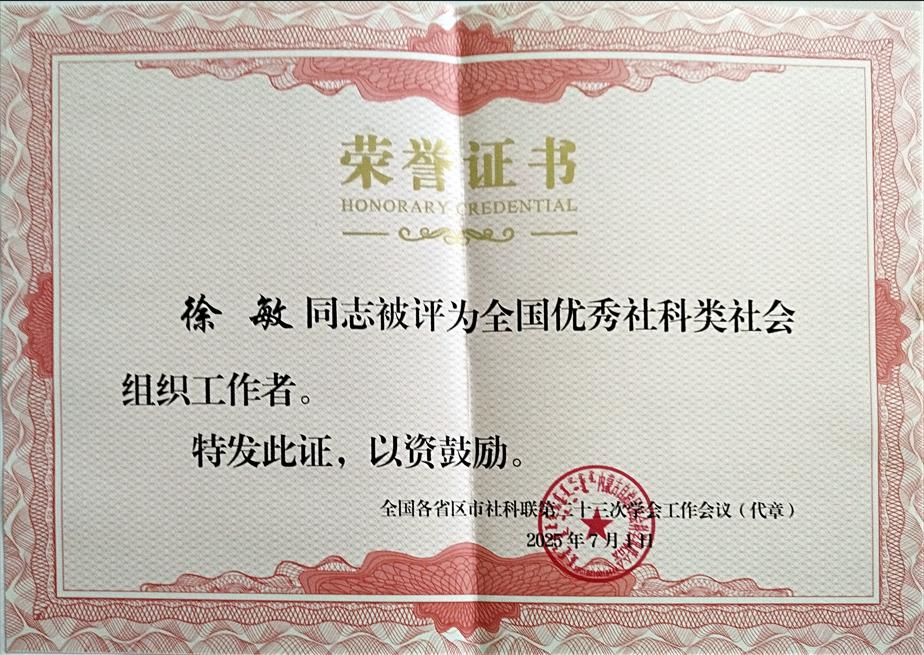 荣誉证书
HONORARY CREDENTIAL
徐 敏 同志被评为全国优秀社科类社会
组织工作者。
特发此证，以资鼓励。
全国各省区市社科联第二十三次学会工作会议（代章）
2025年7月1日